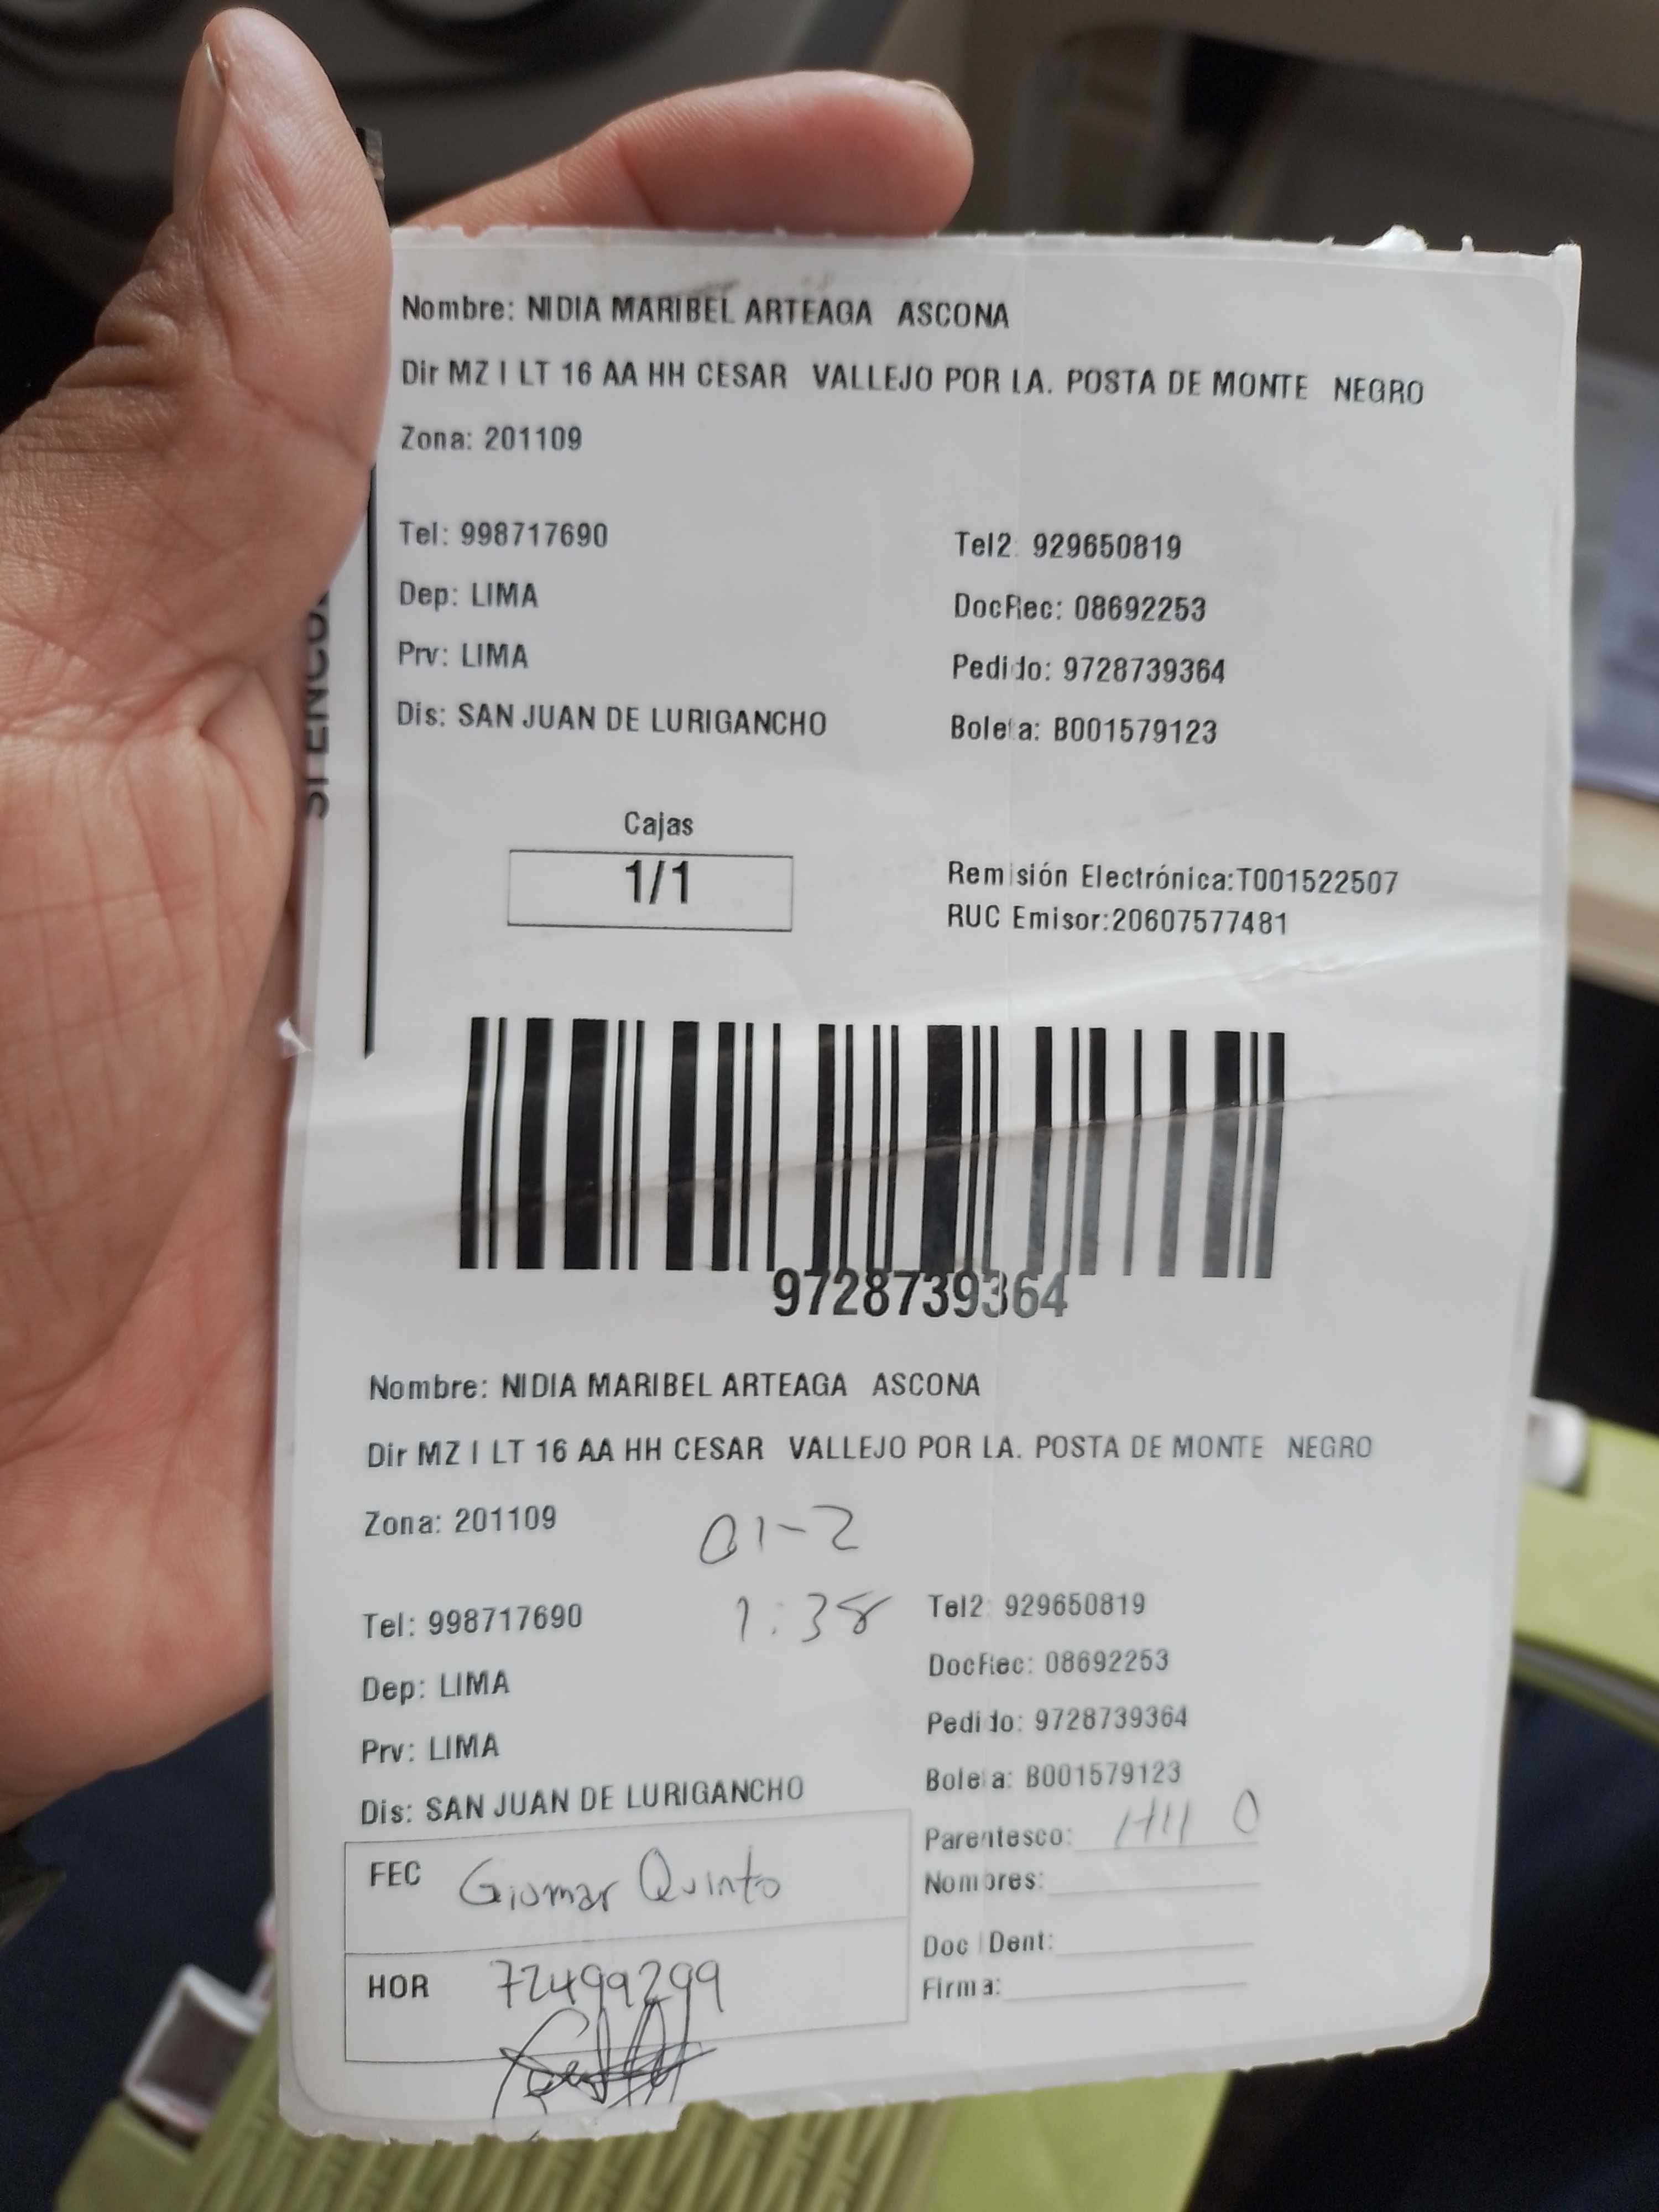 Nombre: NIDIA MARIBEL ARTEAGA ASCONA
Dir MZ I LT 16 AA HH CESAR VALLEJO POR LA. POSTA DE MONTE NEGRO
Zona: 201109
Tel: 998717690
Tel2: 929650819
Dep: LIMA
DocRec: 08692253
Prv: LIMA
Pedido: 9728739364
Dis: SAN JUAN DE LURIGANCHO
Boleta: B001579123
Cajas
1/1
Remisión Electrónica:T001522507
RUC Emisor:20607577481
9728739364
Nombre: NIDIA MARIBEL ARTEAGA ASCONA
Dir MZ I LT 16 AA HH CESAR VALLEJO POR LA. POSTA DE MONTE NEGRO
Zona: 201109
01-2
1:38
Tel: 998717690
Tel2: 929650819
Dep: LIMA
DocRec: 08692253
Prv: LIMA
Pedido: 9728739364
Dis: SAN JUAN DE LURIGANCHO
Boleta: B001579123
Parentesco:
FEC Giomar Quinto
Nombres:
HOR 72499299
Doc Ident:
Firma: